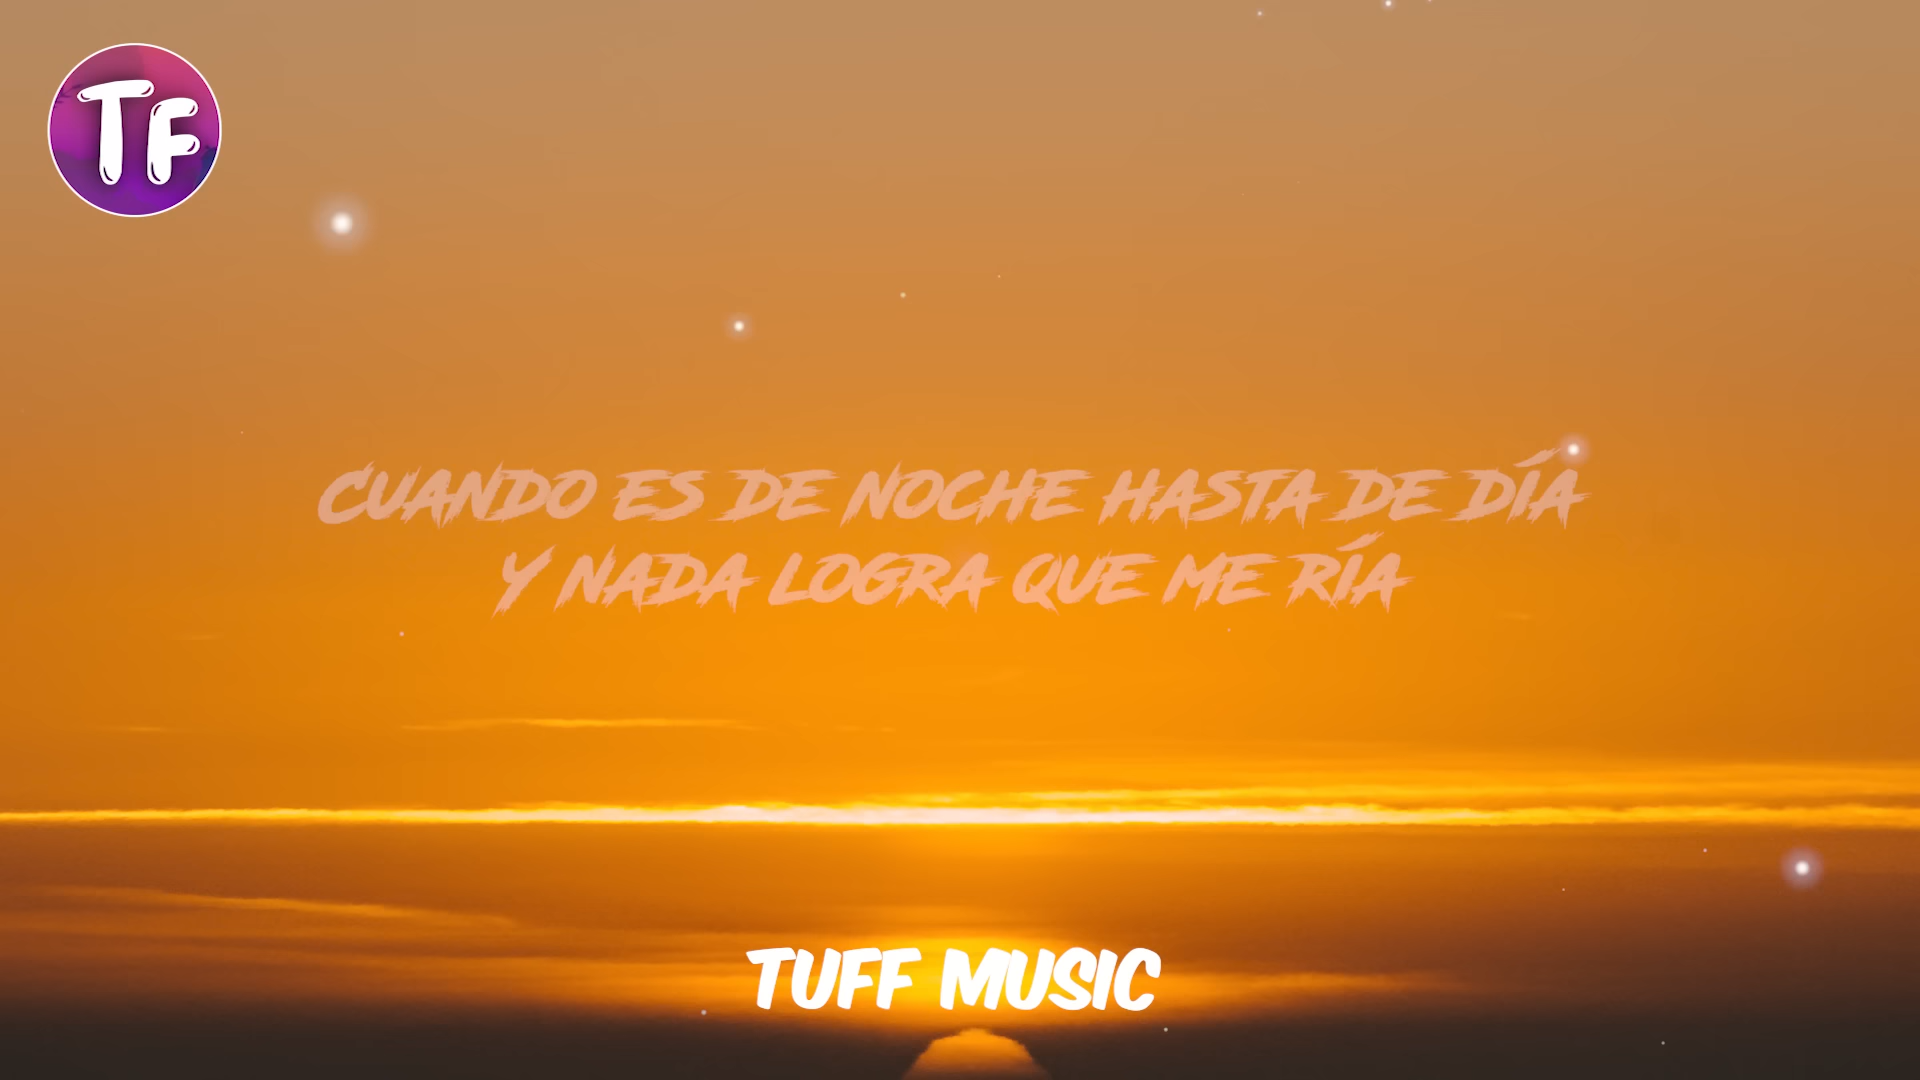 TF
CUANDO ES DE NOCHE HASTA DE DÍA
Y NADA LOGRA QUE ME RÍA
TUFF MUSIC